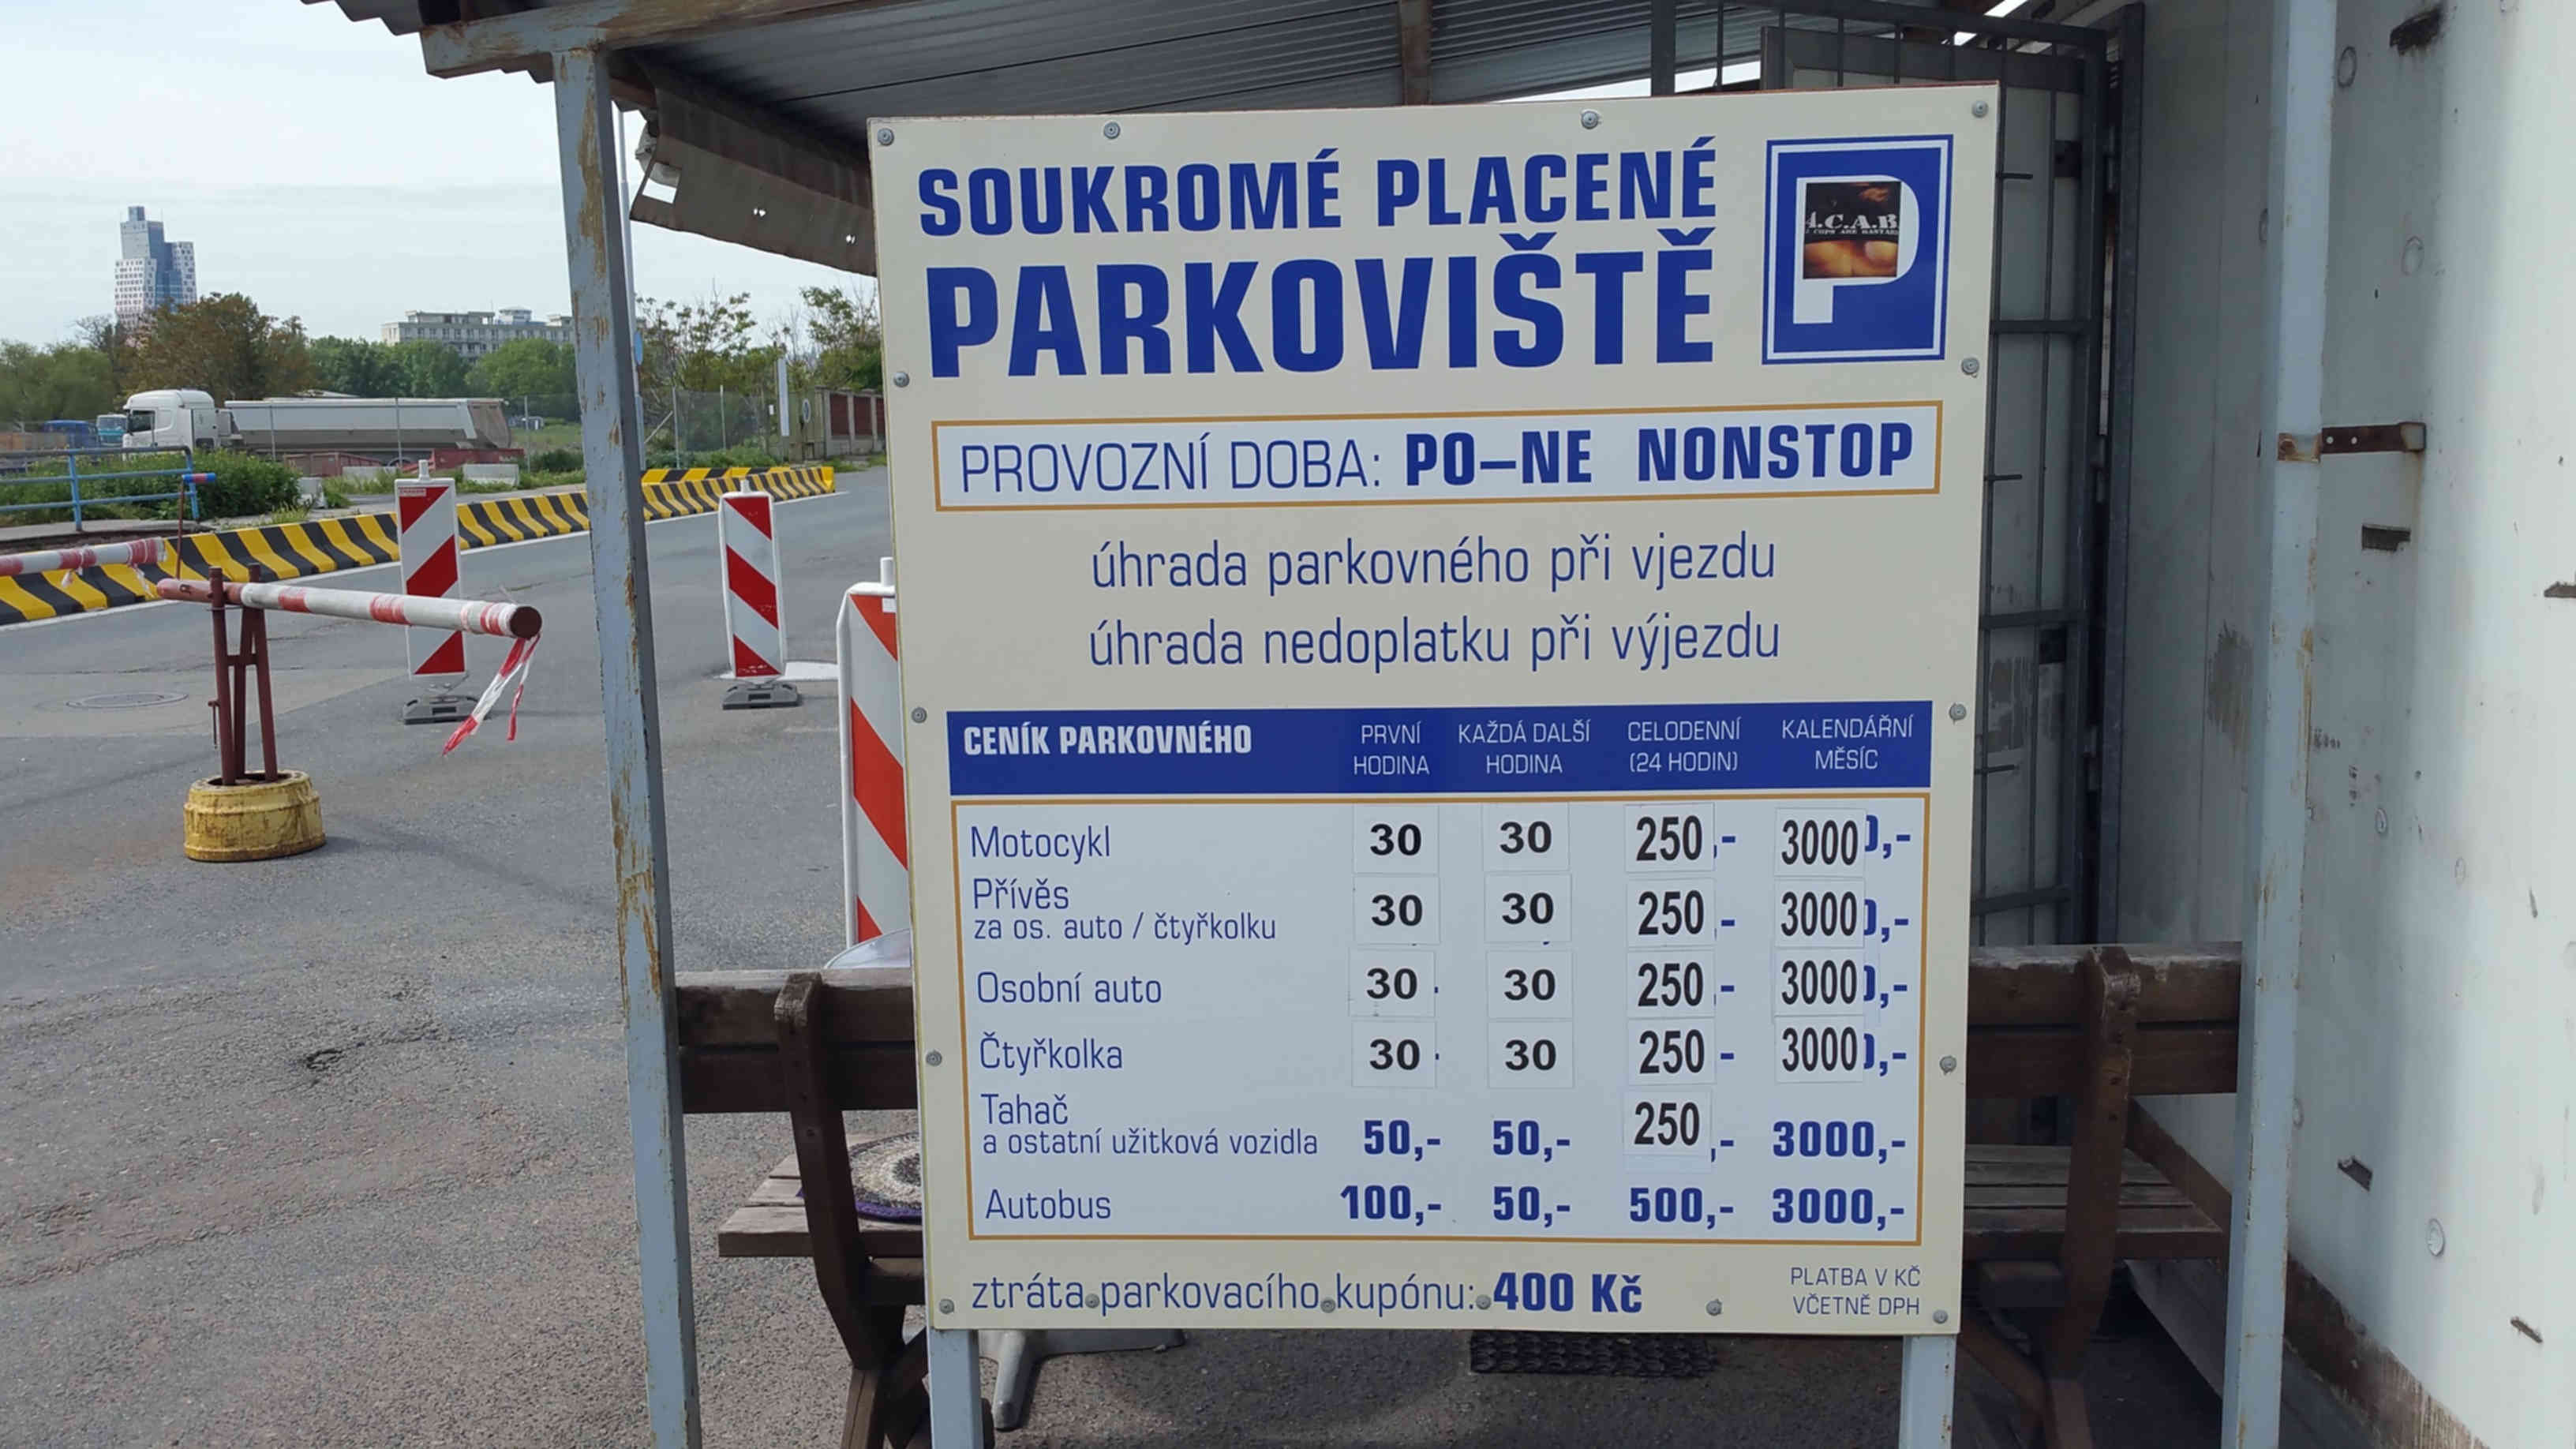 SOUKROMÉ PLACENÉ
PARKOVIŠTĚ
A.C.A.B.
PROVOZNÍ DOBA: PO–NE NONSTOP
úhrada parkovného při vjezdu
úhrada nedoplatku při výjezdu
CENÍK PARKOVNÉHO PRVNÍ HODINA KAŽDÁ DALŠÍ HODINA CELODENNÍ (24 HODIN) KALENDÁŘNÍ MĚSÍC
Motocykl 30 30 250,- 3000,-
Přívěs
za os. auto / čtyřkolku 30 30 250 - 3000,-
Osobní auto 30 30 250 - 3000,-
Čtyřkolka 30 30 250 - 3000,-
Tahač
a ostatní užitková vozidla 50,- 50,- 250,- 3000,-
Autobus 100,- 50,- 500,- 3000,-
ztráta parkovacího kupónu: 400 Kč
PLATBA V KČ
VČETNĚ DPH